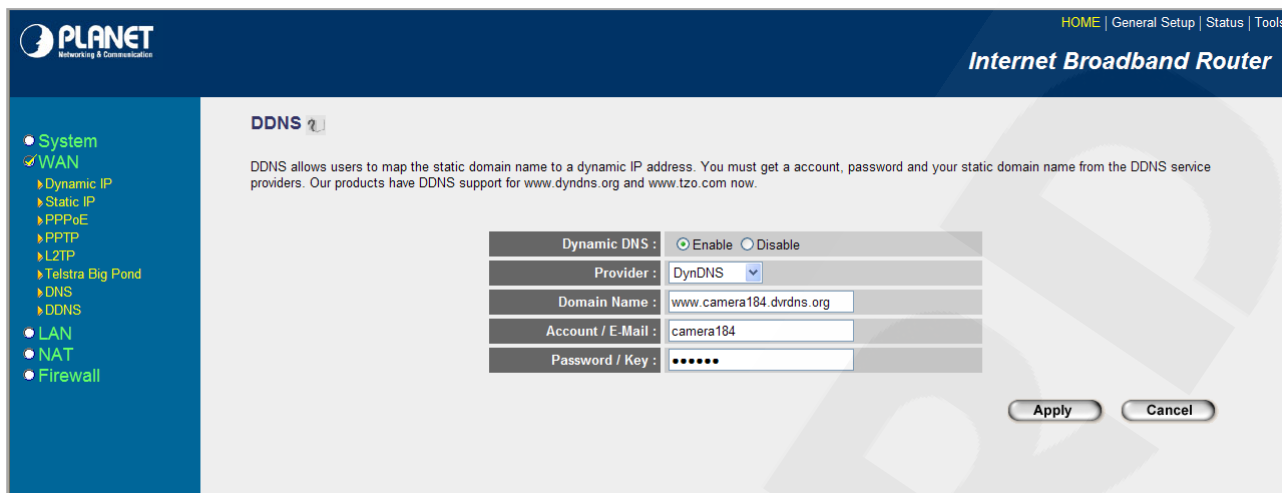 PLANET
Networking & Communication
HOME | General Setup | Status | Tools
Internet Broadband Router
System
WAN
Dynamic IP
Static IP
PPPoE
PPTP
L2TP
Telstra Big Pond
DNS
DDNS
LAN
NAT
Firewall
DDNS
DDNS allows users to map the static domain name to a dynamic IP address. You must get a account, password and your static domain name from the DDNS service
providers. Our products have DDNS support for www.dyndns.org and www.tzo.com now.
Dynamic DNS : Enable Disable
Provider : DynDNS
Domain Name : www.camera184.dvrdns.org
Account / E-Mail : camera184
Password / Key : ●●●●●●
Apply Cancel